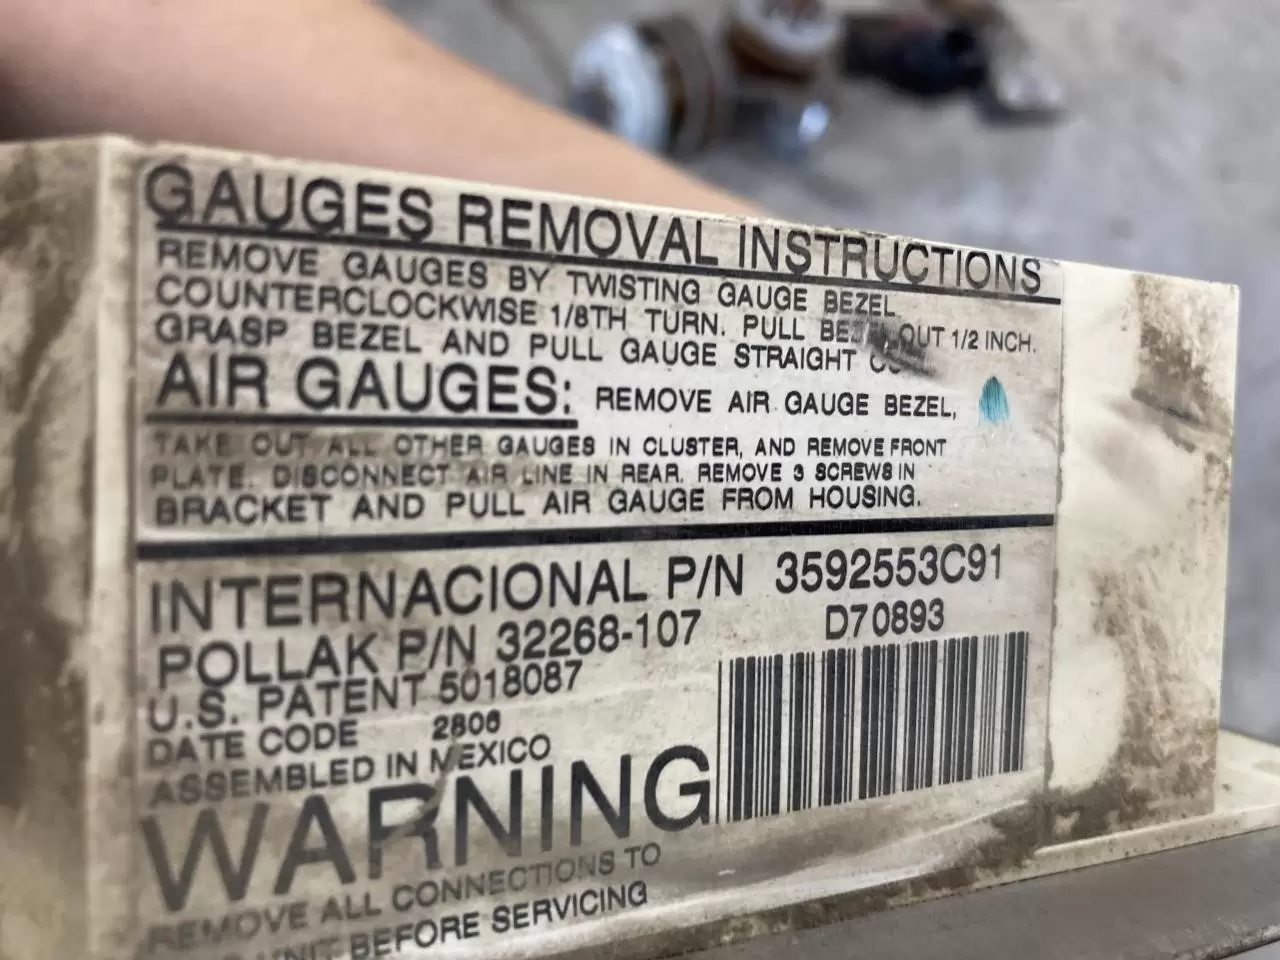 GAUGES REMOVAL INSTRUCTIONS
REMOVE GAUGES BY TWISTING GAUGE BEZEL
COUNTERCLOCKWISE 1/8TH TURN. PULL BEZEL OUT 1/2 INCH.
GRASP BEZEL AND PULL GAUGE STRAIGHT
AIR GAUGES: REMOVE AIR GAUGE BEZEL,
TAKE OUT ALL OTHER GAUGES IN CLUSTER, AND REMOVE FRONT
PLATE. DISCONNECT AIR LINE IN REAR. REMOVE 3 SCREWS IN
BRACKET AND PULL AIR GAUGE FROM HOUSING.
INTERNACIONAL P/N 3592553C91
POLLAK P/N 32268-107 D70893
U.S. PATENT 5018087
DATE CODE 2806
ASSEMBLED IN MEXICO
WARNING
REMOVE ALL CONNECTIONS TO
UNIT BEFORE SERVICING